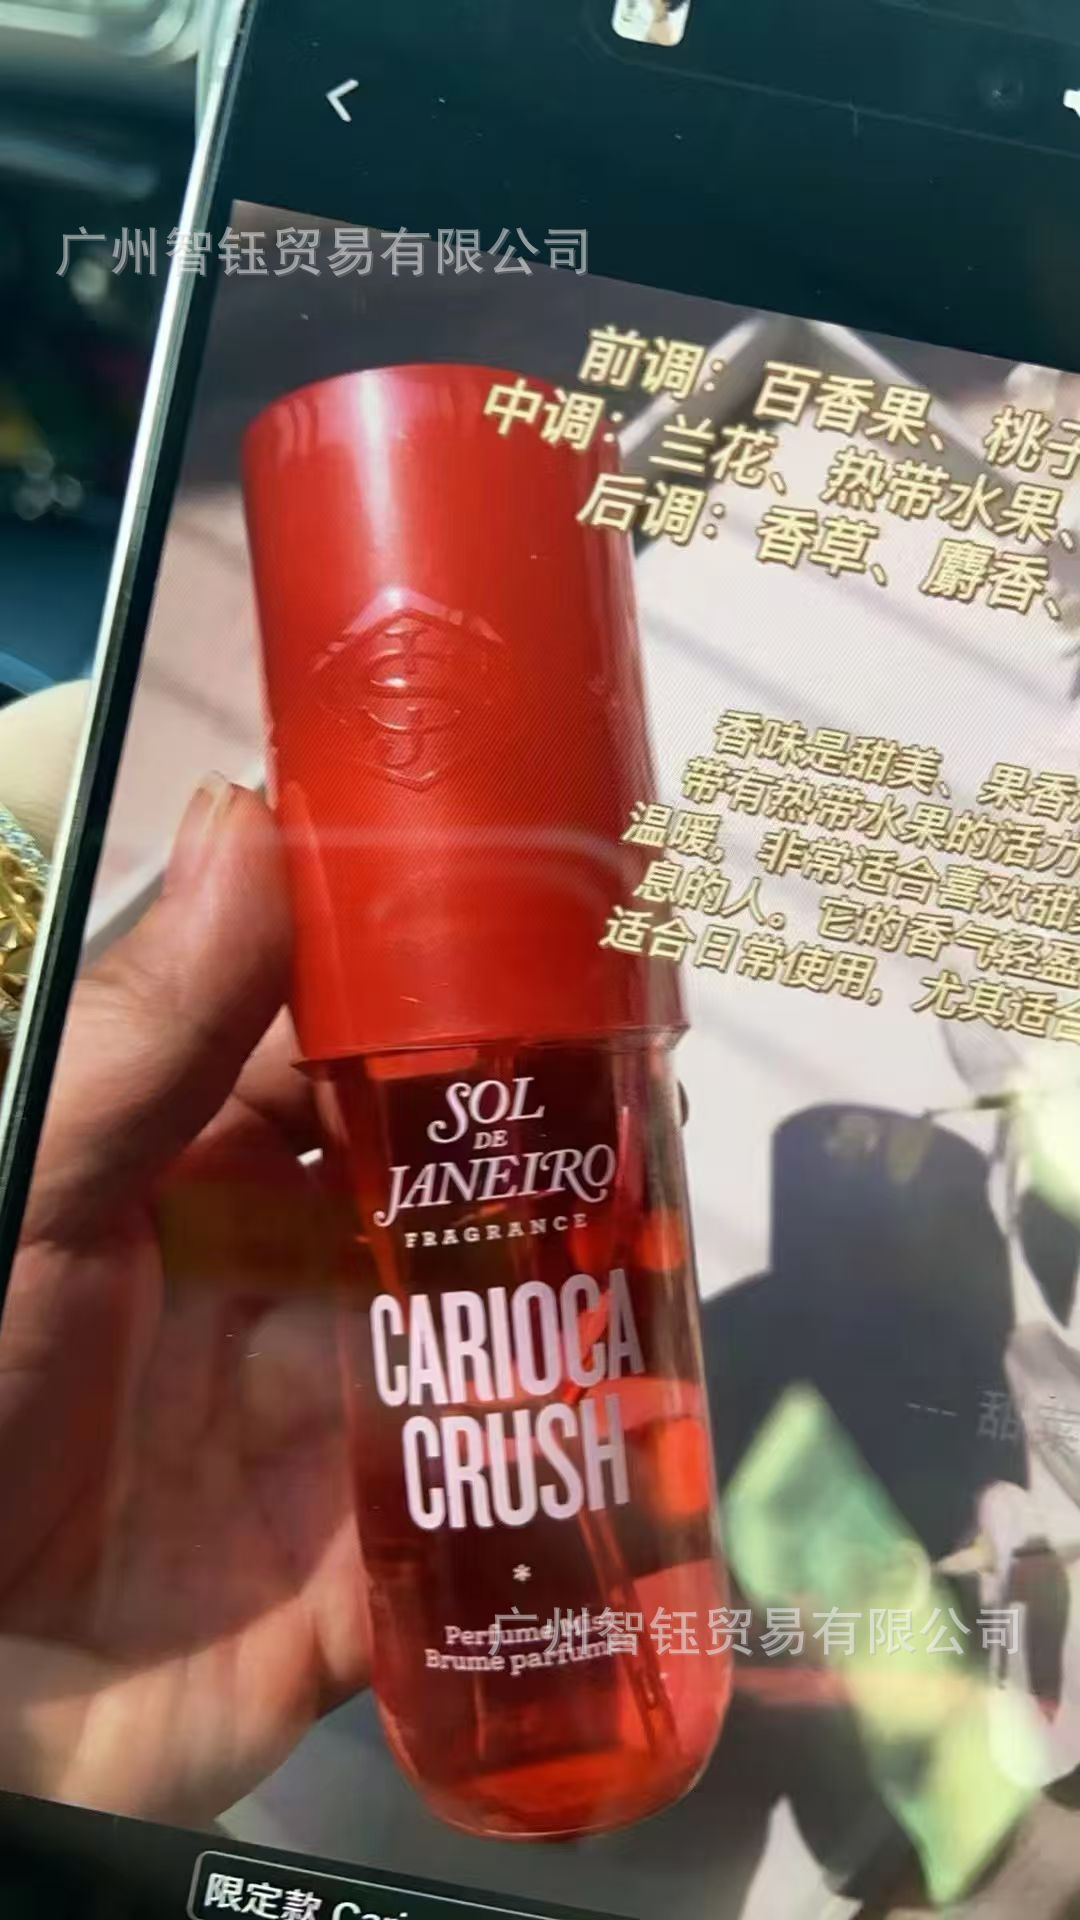 广州智钰贸易有限公司
前调：百香果、桃子
中调：兰花、热带水果、
后调：香草、麝香、
香味是甜美、果香
带有热带水果的活力
温暖，非常适合喜欢甜美
息的人。它的香气轻盈
适合日常使用，尤其适合
SOL
DE
JANEIRO
FRAGRANCE
CARIOCA
CRUSH
*
Perfume Mist
Brume parfumé
广州智钰贸易有限公司
限定款 Cari